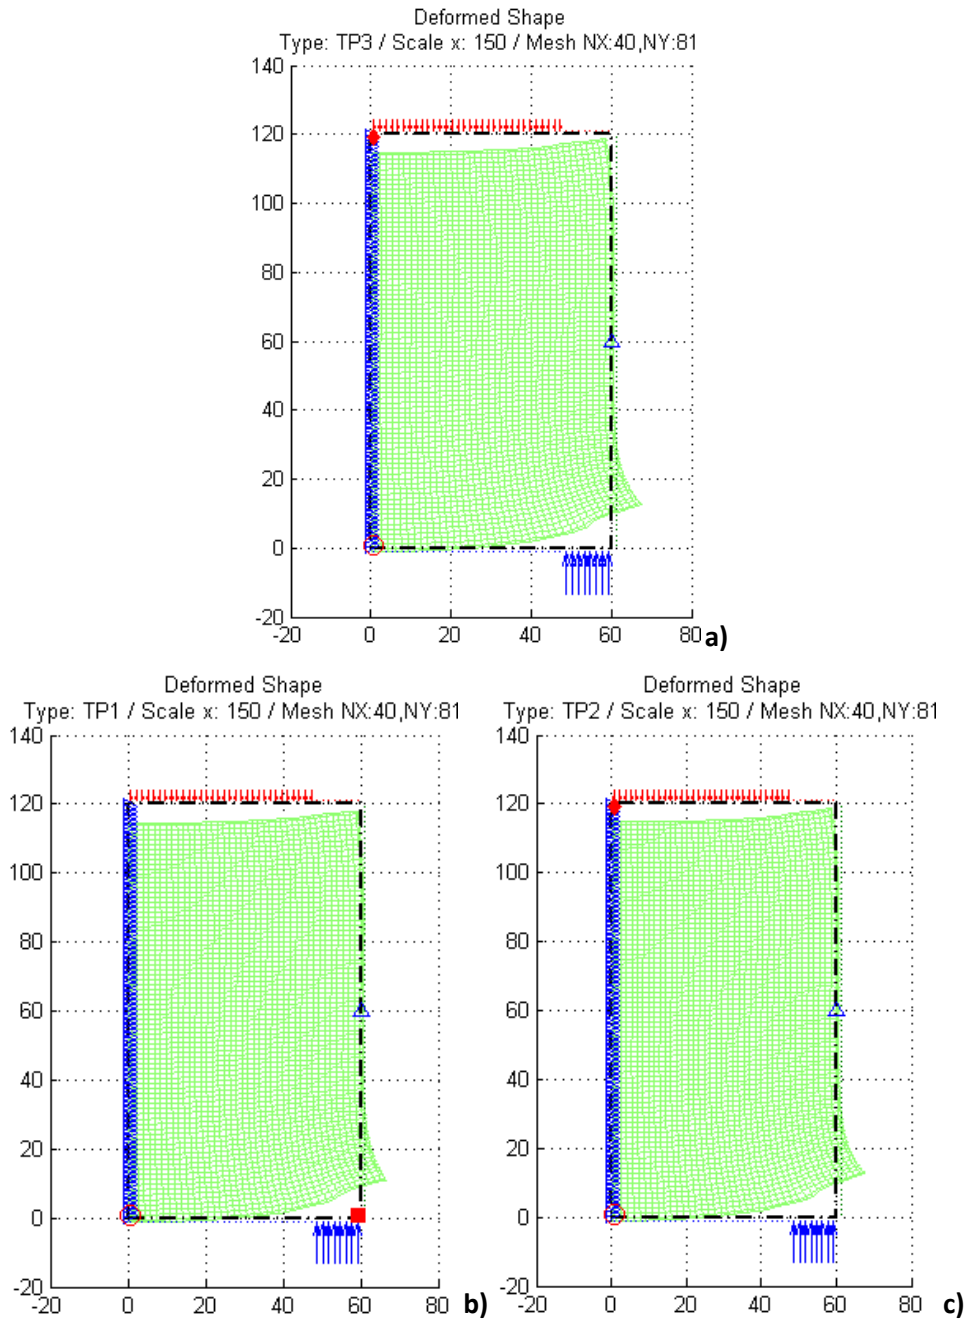 Deformed Shape
Type: TP3 / Scale x: 150 / Mesh NX:40,NY:81
140
120
100
80
60
40
20
0
-20
-20 0 20 40 60 80
a)
Deformed Shape
Type: TP1 / Scale x: 150 / Mesh NX:40,NY:81
140
120
100
80
60
40
20
0
-20
-20 0 20 40 60 80
b)
Deformed Shape
Type: TP2 / Scale x: 150 / Mesh NX:40,NY:81
140
120
100
80
60
40
20
0
-20
-20 0 20 40 60 80
c)